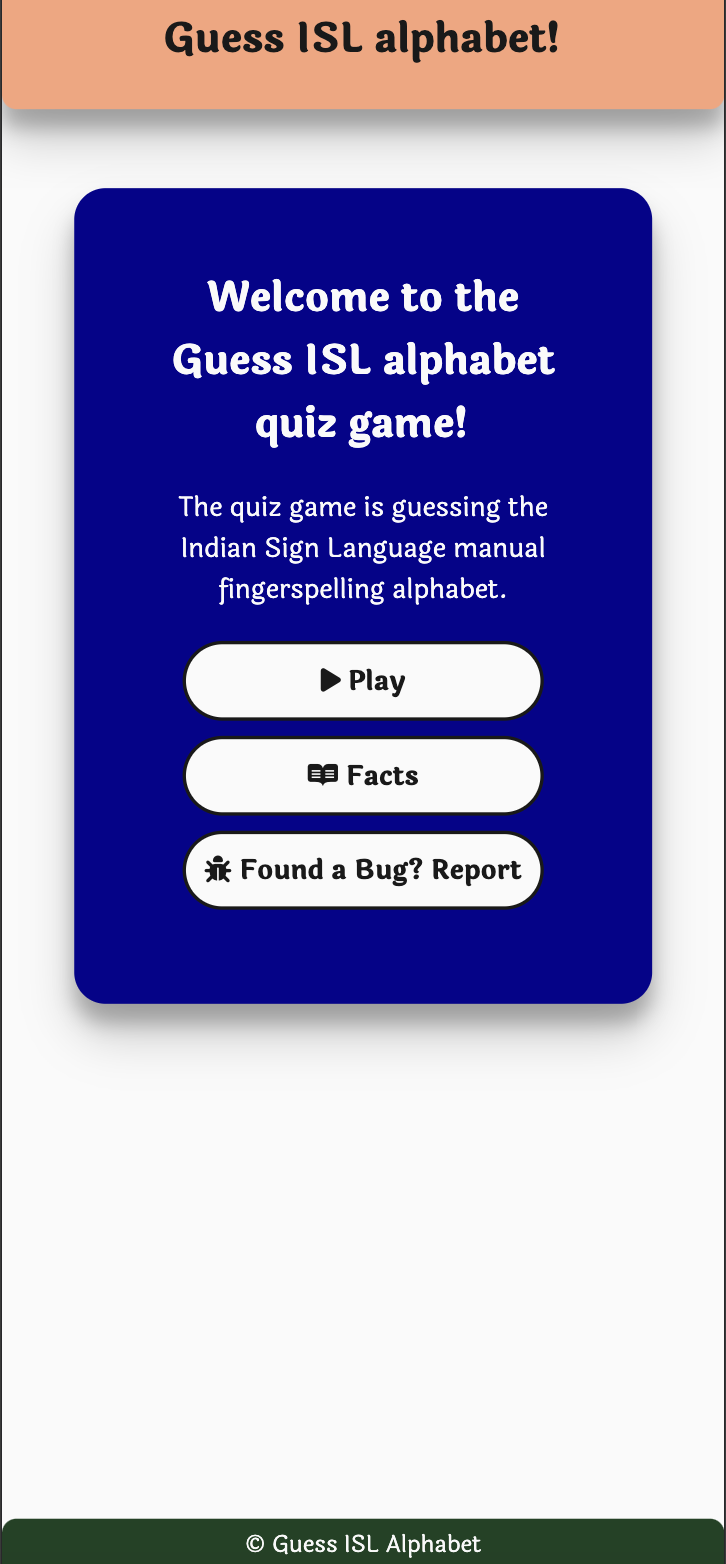 Guess ISL alphabet!
Welcome to the
Guess ISL alphabet
quiz game!
The quiz game is guessing the
Indian Sign Language manual
fingerspelling alphabet.
Play
Facts
Found a Bug? Report
© Guess ISL Alphabet